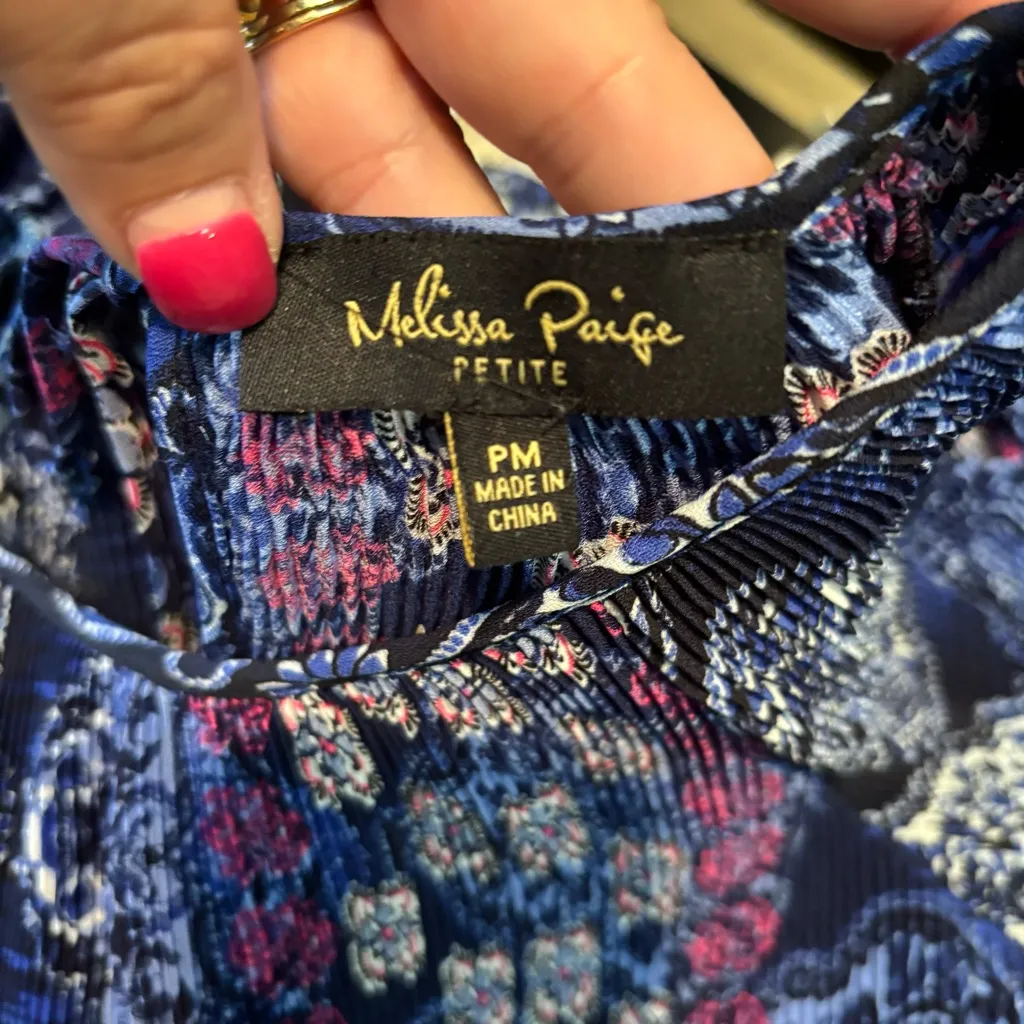 Melissa Paige
PETITE
PM
MADE IN
CHINA